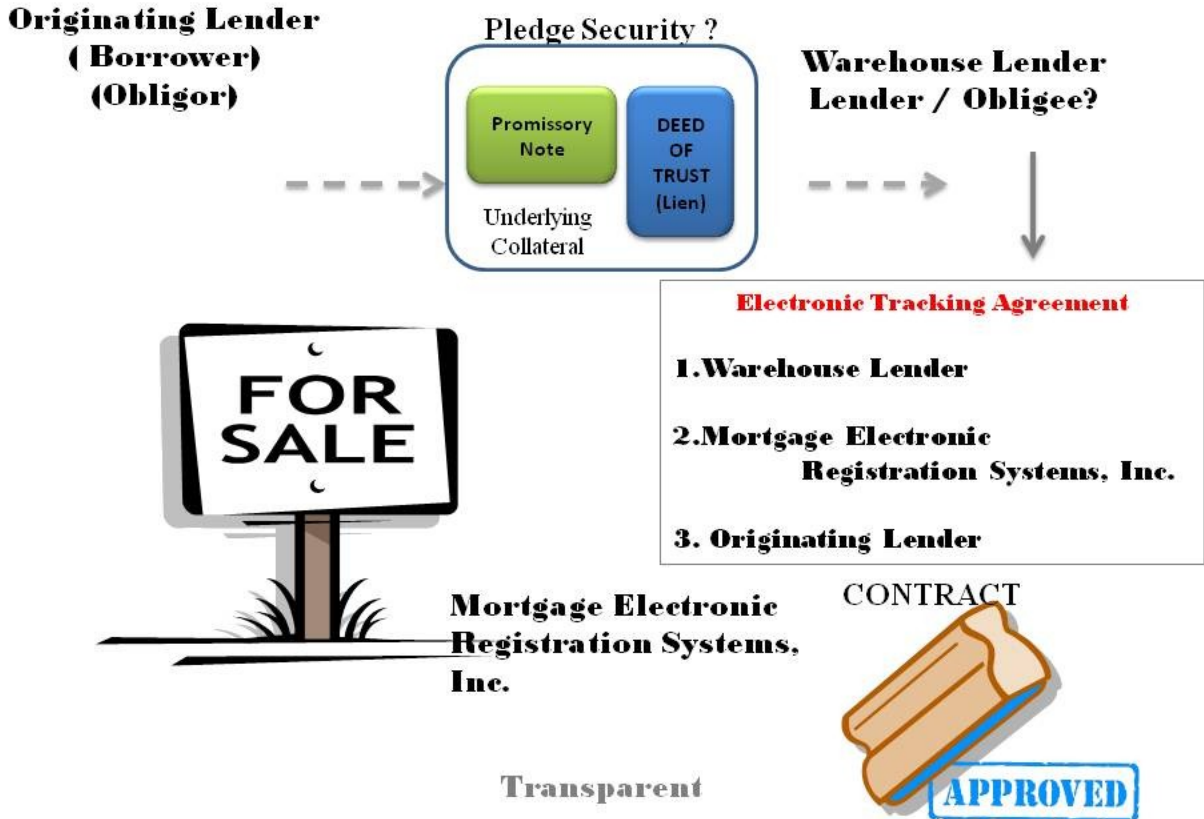 Originating Lender
( Borrower)
(Obligor)
Pledge Security ?
Promissory
Note
DEED
OF
TRUST
(Lien)
Underlying
Collateral
Warehouse Lender
Lender / Obligee?
Electronic Tracking Agreement
1.Warehouse Lender
2.Mortgage Electronic
Registration Systems, Inc.
3. Originating Lender
FOR
SALE
Mortgage Electronic
Registration Systems,
Inc.
CONTRACT
APPROVED
Transparent